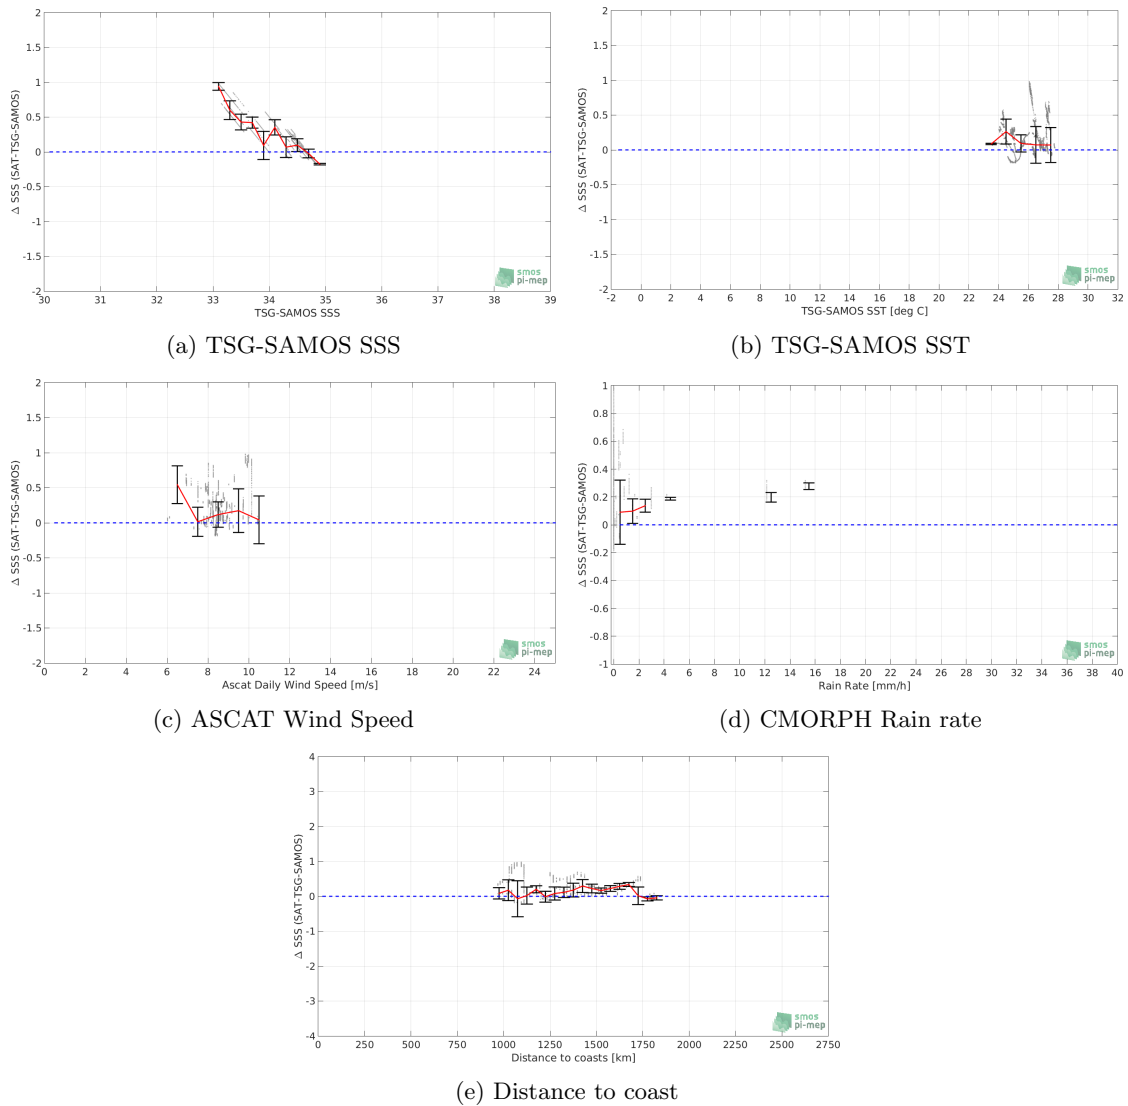 2
1.5
1
0.5
0
-0.5
-1
-1.5
-2
Δ SSS (SAT-TSG-SAMOS)
30 31 32 33 34 35 36 37 38 39
TSG-SAMOS SSS
smos
pi-mep
(a) TSG-SAMOS SSS
2
1.5
1
0.5
0
-0.5
-1
-1.5
-2
Δ SSS (SAT-TSG-SAMOS)
-2 0 2 4 6 8 10 12 14 16 18 20 22 24 26 28 30 32
TSG-SAMOS SST [deg C]
smos
pi-mep
(b) TSG-SAMOS SST
2
1.5
1
0.5
0
-0.5
-1
-1.5
-2
Δ SSS (SAT-TSG-SAMOS)
0 2 4 6 8 10 12 14 16 18 20 22 24
Ascat Daily Wind Speed [m/s]
smos
pi-mep
(c) ASCAT Wind Speed
1
0.8
0.6
0.4
0.2
0
-0.2
-0.4
-0.6
-0.8
-1
Δ SSS (SAT-TSG-SAMOS)
0 2 4 6 8 10 12 14 16 18 20 22 24 26 28 30 32 34 36 38 40
Rain Rate [mm/h]
smos
pi-mep
(d) CMORPH Rain rate
4
3
2
1
0
-1
-2
-3
-4
Δ SSS (SAT-TSG-SAMOS)
0 250 500 750 1000 1250 1500 1750 2000 2250 2500 2750
Distance to coasts [km]
smos
pi-mep
(e) Distance to coast